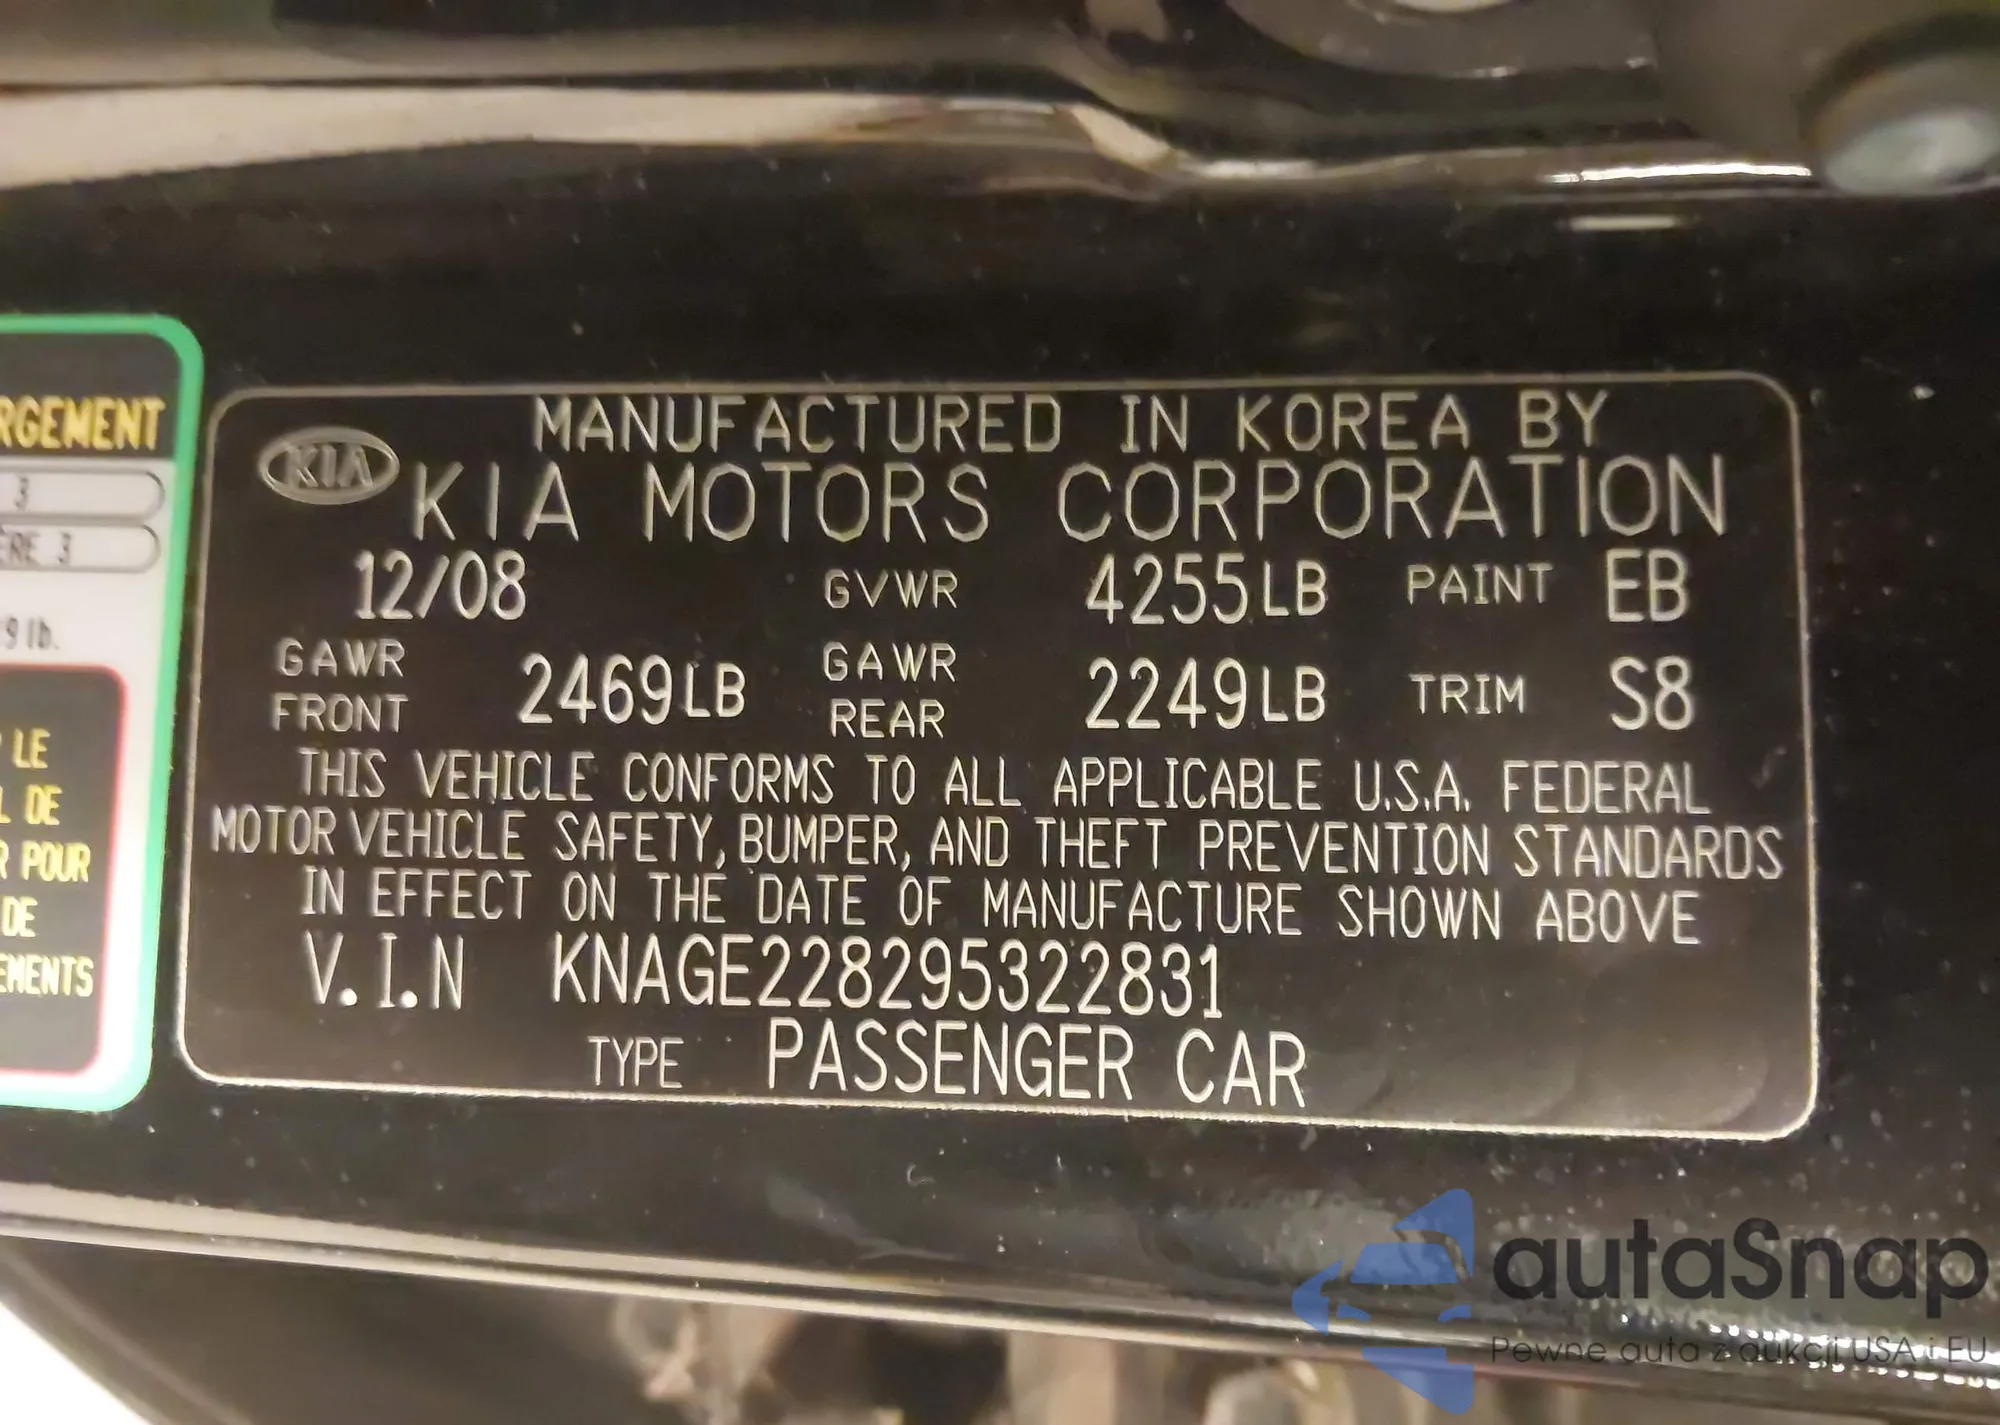 RGEMENT
3
ÈRE 3
9 lb.
LE
L DE
R POUR
DE
EMENTS
KIA
MANUFACTURED IN KOREA BY
KIA MOTORS CORPORATION
12/08 GVWR 4255LB PAINT EB
GAWR FRONT 2469LB GAWR REAR 2249LB TRIM S8
THIS VEHICLE CONFORMS TO ALL APPLICABLE U.S.A. FEDERAL
MOTOR VEHICLE SAFETY, BUMPER, AND THEFT PREVENTION STANDARDS
IN EFFECT ON THE DATE OF MANUFACTURE SHOWN ABOVE
V.I.N KNAGE228295322831
TYPE PASSENGER CAR
autaSnap
Pewne auta z aukcji USA i EU